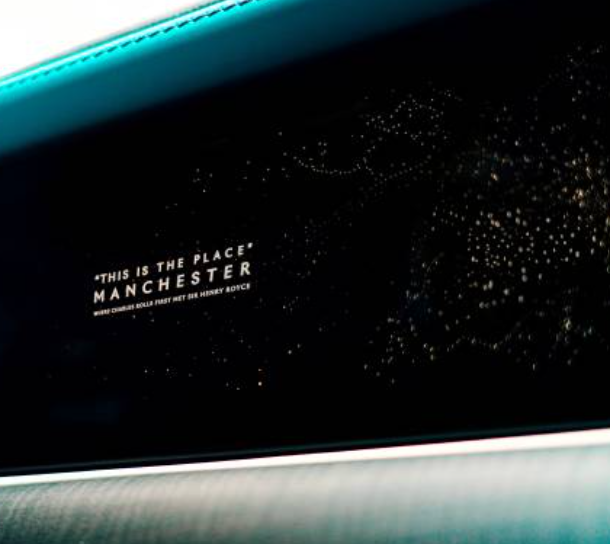 "THIS IS THE PLACE"
MANCHESTER
WHERE CHARLES ROLLS FIRST MET SIR HENRY ROYCE